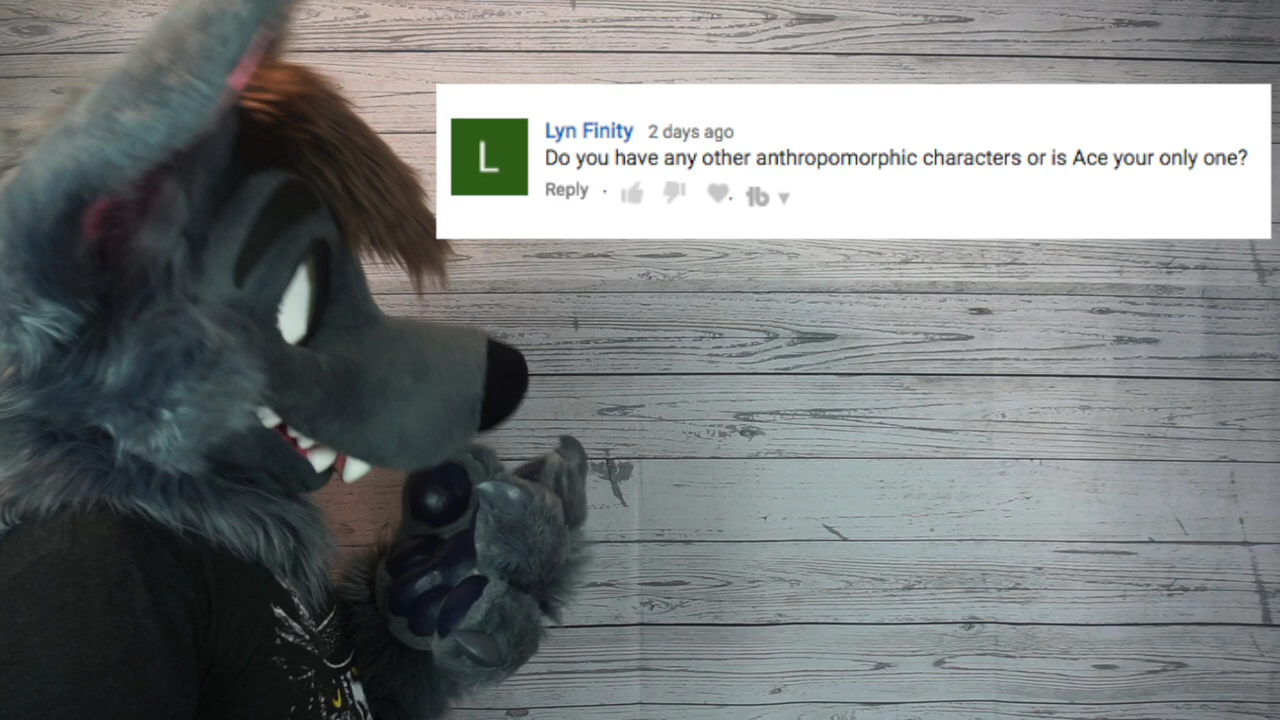 L
Lyn Finity 2 days ago
Do you have any other anthropomorphic characters or is Ace your only one?
Reply
tb